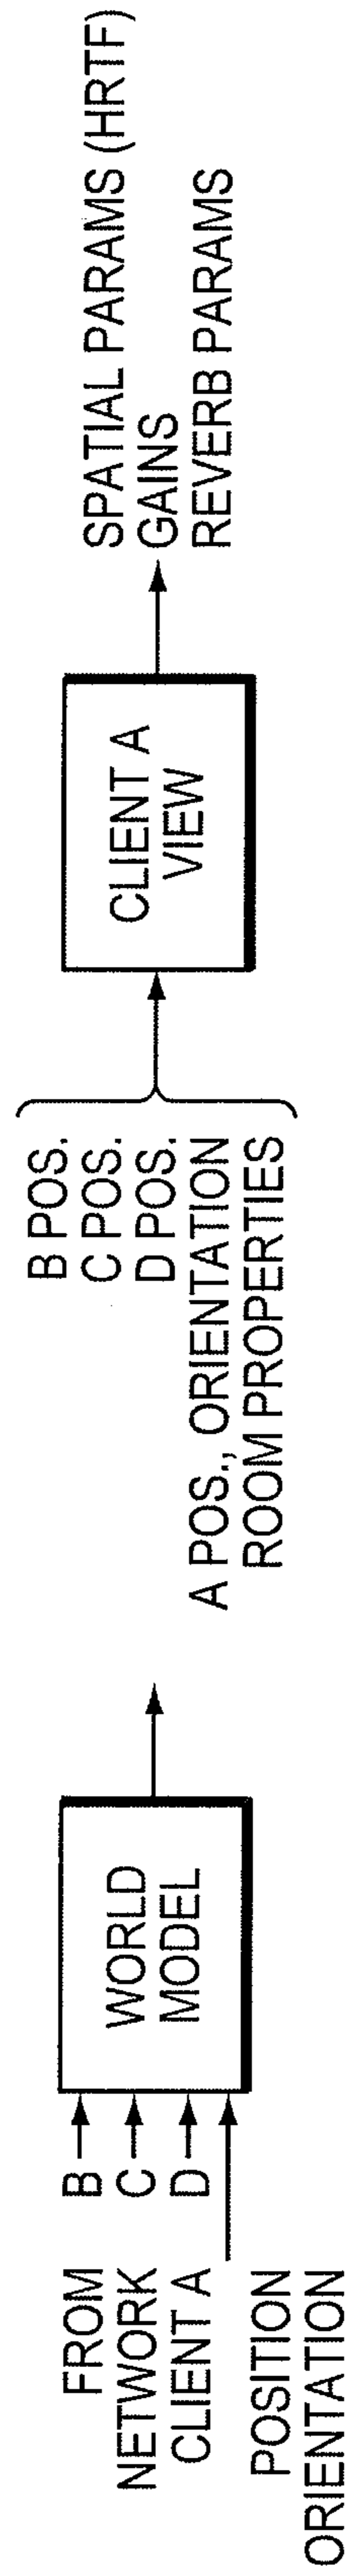 FROM
NETWORK
CLIENT A
B
C
D
POSITION
ORIENTATION
WORLD
MODEL
B POS.
C POS.
D POS.
A POS., ORIENTATION
ROOM PROPERTIES
CLIENT A
VIEW
SPATIAL PARAMS (HRTF)
GAINS
REVERB PARAMS